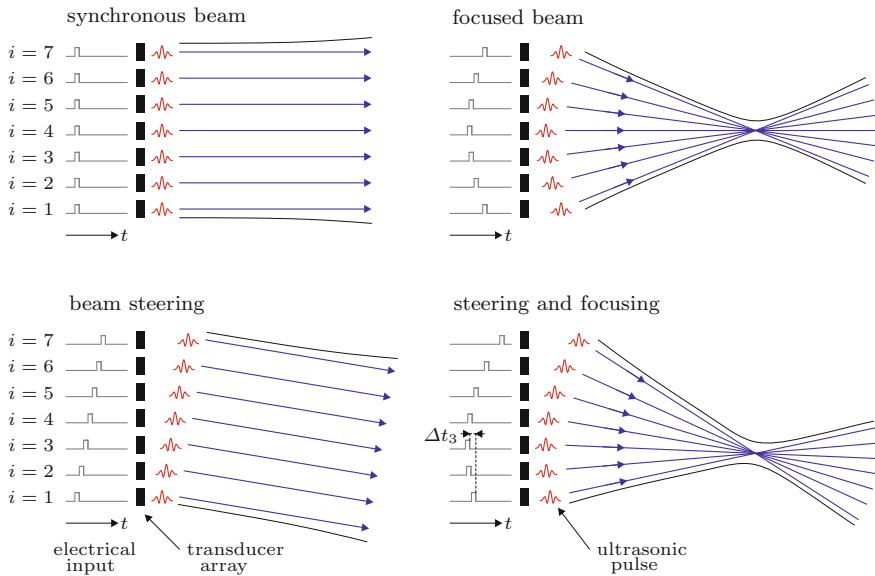 synchronous beam
i = 7
i = 6
i = 5
i = 4
i = 3
i = 2
i = 1
t
focused beam
t
beam steering
i = 7
i = 6
i = 5
i = 4
i = 3
i = 2
i = 1
t
electrical
input
transducer
array
steering and focusing
Δt₃
t
ultrasonic
pulse